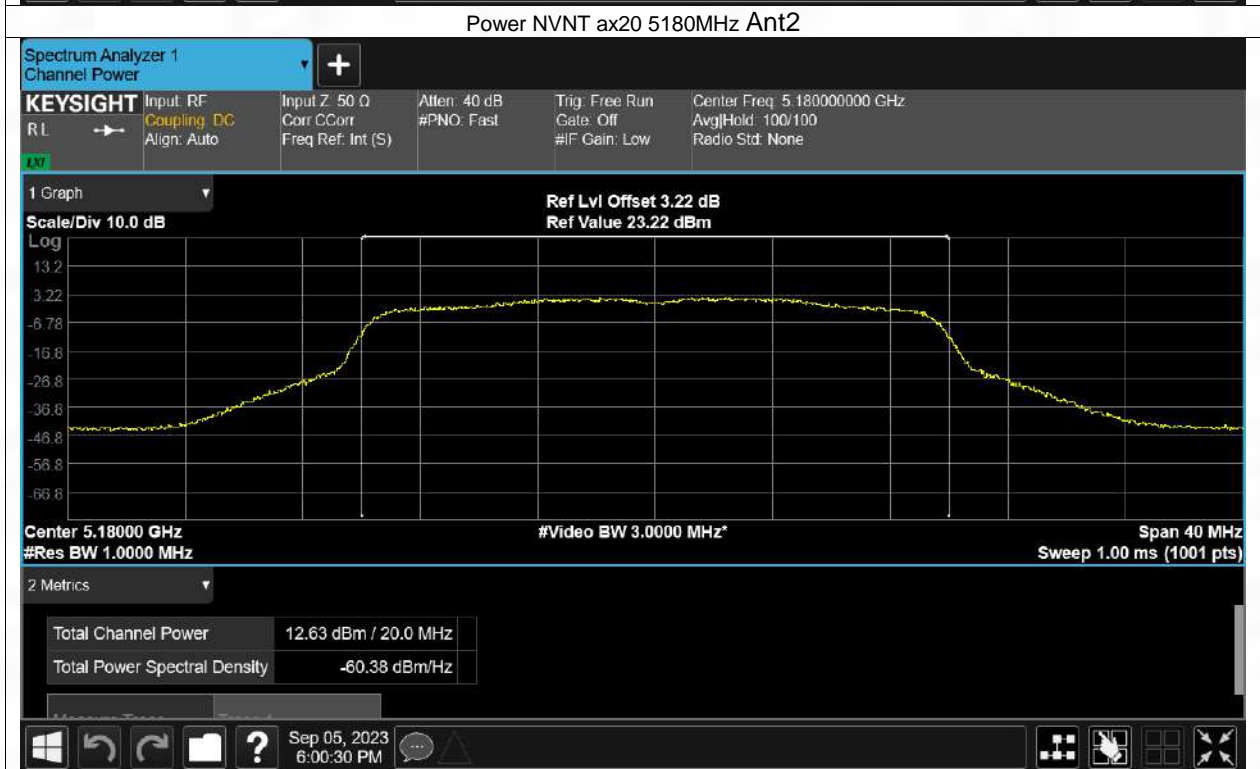 Power NVNT ax20 5180MHz Ant2
Spectrum Analyzer 1
Channel Power
+
KEYSIGHT
RL
LXI
Input: RF
Coupling: DC
Align: Auto
Input Z: 50 Ω
Corr CCorr
Freq Ref: Int (S)
Atten: 40 dB
#PNO: Fast
Trig: Free Run
Gate: Off
#IF Gain: Low
Center Freq: 5.180000000 GHz
Avg|Hold: 100/100
Radio Std: None
1 Graph
Scale/Div 10.0 dB
Ref Lvl Offset 3.22 dB
Ref Value 23.22 dBm
Log
13.2
3.22
-6.78
-16.8
-26.8
-36.8
-46.8
-56.8
-66.8
Center 5.18000 GHz
#Res BW 1.0000 MHz
#Video BW 3.0000 MHz*
Span 40 MHz
Sweep 1.00 ms (1001 pts)
2 Metrics
Total Channel Power 12.63 dBm / 20.0 MHz
Total Power Spectral Density -60.38 dBm/Hz
?
Sep 05, 2023
6:00:30 PM